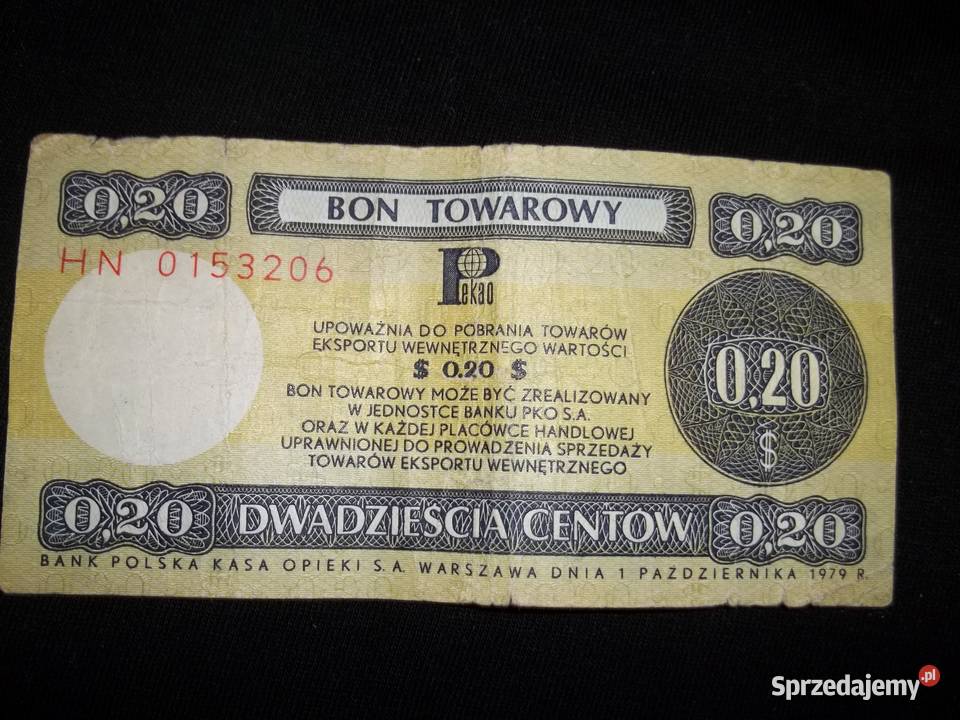 0,20 BON TOWAROWY 0,20
HN 0153206
Pekao
UPOWAŻNIA DO POBRANIA TOWARÓW
EKSPORTU WEWNĘTRZNEGO WARTOŚCI
$ 0.20 $
BON TOWAROWY MOŻE BYĆ ZREALIZOWANY
W JEDNOSTCE BANKU PKO S.A.
ORAZ W KAŻDEJ PLACÓWCE HANDLOWEJ
UPRAWNIONEJ DO PROWADZENIA SPRZEDAŻY
TOWARÓW EKSPORTU WEWNĘTRZNEGO
0,20
$
0,20 DWADZIEŚCIA CENTÓW 0,20
BANK POLSKA KASA OPIEKI S.A. WARSZAWA DNIA 1 PAŹDZIERNIKA 1979 R.
Sprzedajemy.pl